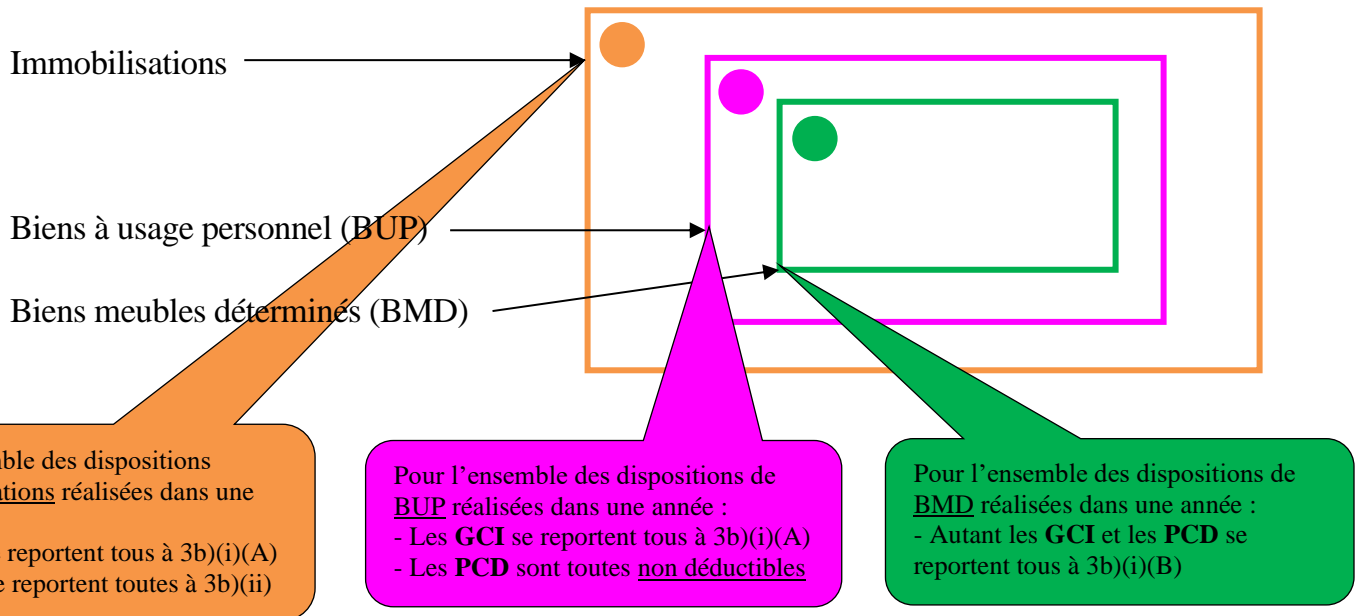 Immobilisations
Biens à usage personnel (BUP)
Biens meubles déterminés (BMD)
ble des dispositions
ations réalisées dans une
reportent tous à 3b)(i)(A)
e reportent toutes à 3b)(ii)
Pour l’ensemble des dispositions de
BUP réalisées dans une année :
- Les GCI se reportent tous à 3b)(i)(A)
- Les PCD sont toutes non déductibles
Pour l’ensemble des dispositions de
BMD réalisées dans une année :
- Autant les GCI et les PCD se
reportent tous à 3b)(i)(B)